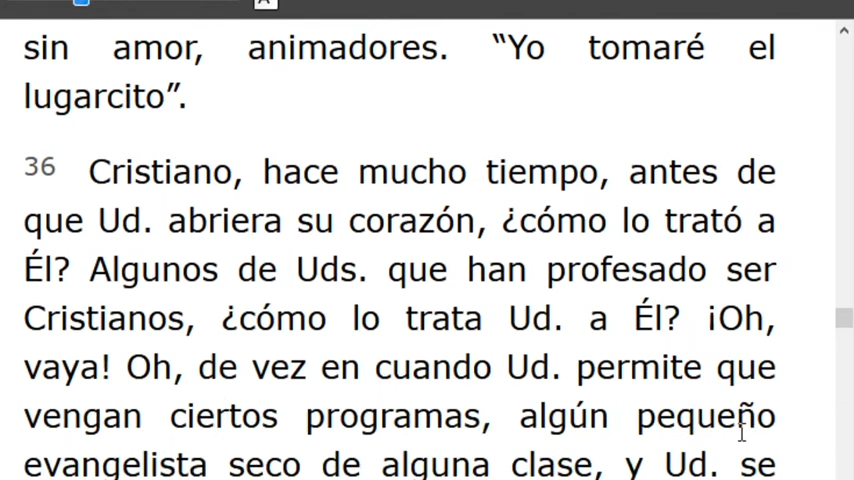 sin amor, animadores. “Yo tomaré el
lugarcito”.
36 Cristiano, hace mucho tiempo, antes de
que Ud. abriera su corazón, ¿cómo lo trató a
Él? Algunos de Uds. que han profesado ser
Cristianos, ¿cómo lo trata Ud. a Él? ¡Oh,
vaya! Oh, de vez en cuando Ud. permite que
vengan ciertos programas, algún pequeño
evangelista seco de alguna clase, y Ud. se